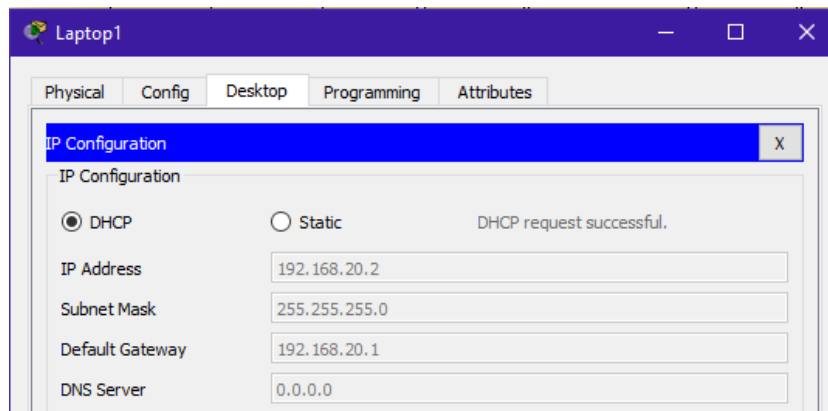 Laptop1
Physical Config Desktop Programming Attributes
IP Configuration X
IP Configuration
DHCP Static DHCP request successful.
IP Address 192.168.20.2
Subnet Mask 255.255.255.0
Default Gateway 192.168.20.1
DNS Server 0.0.0.0